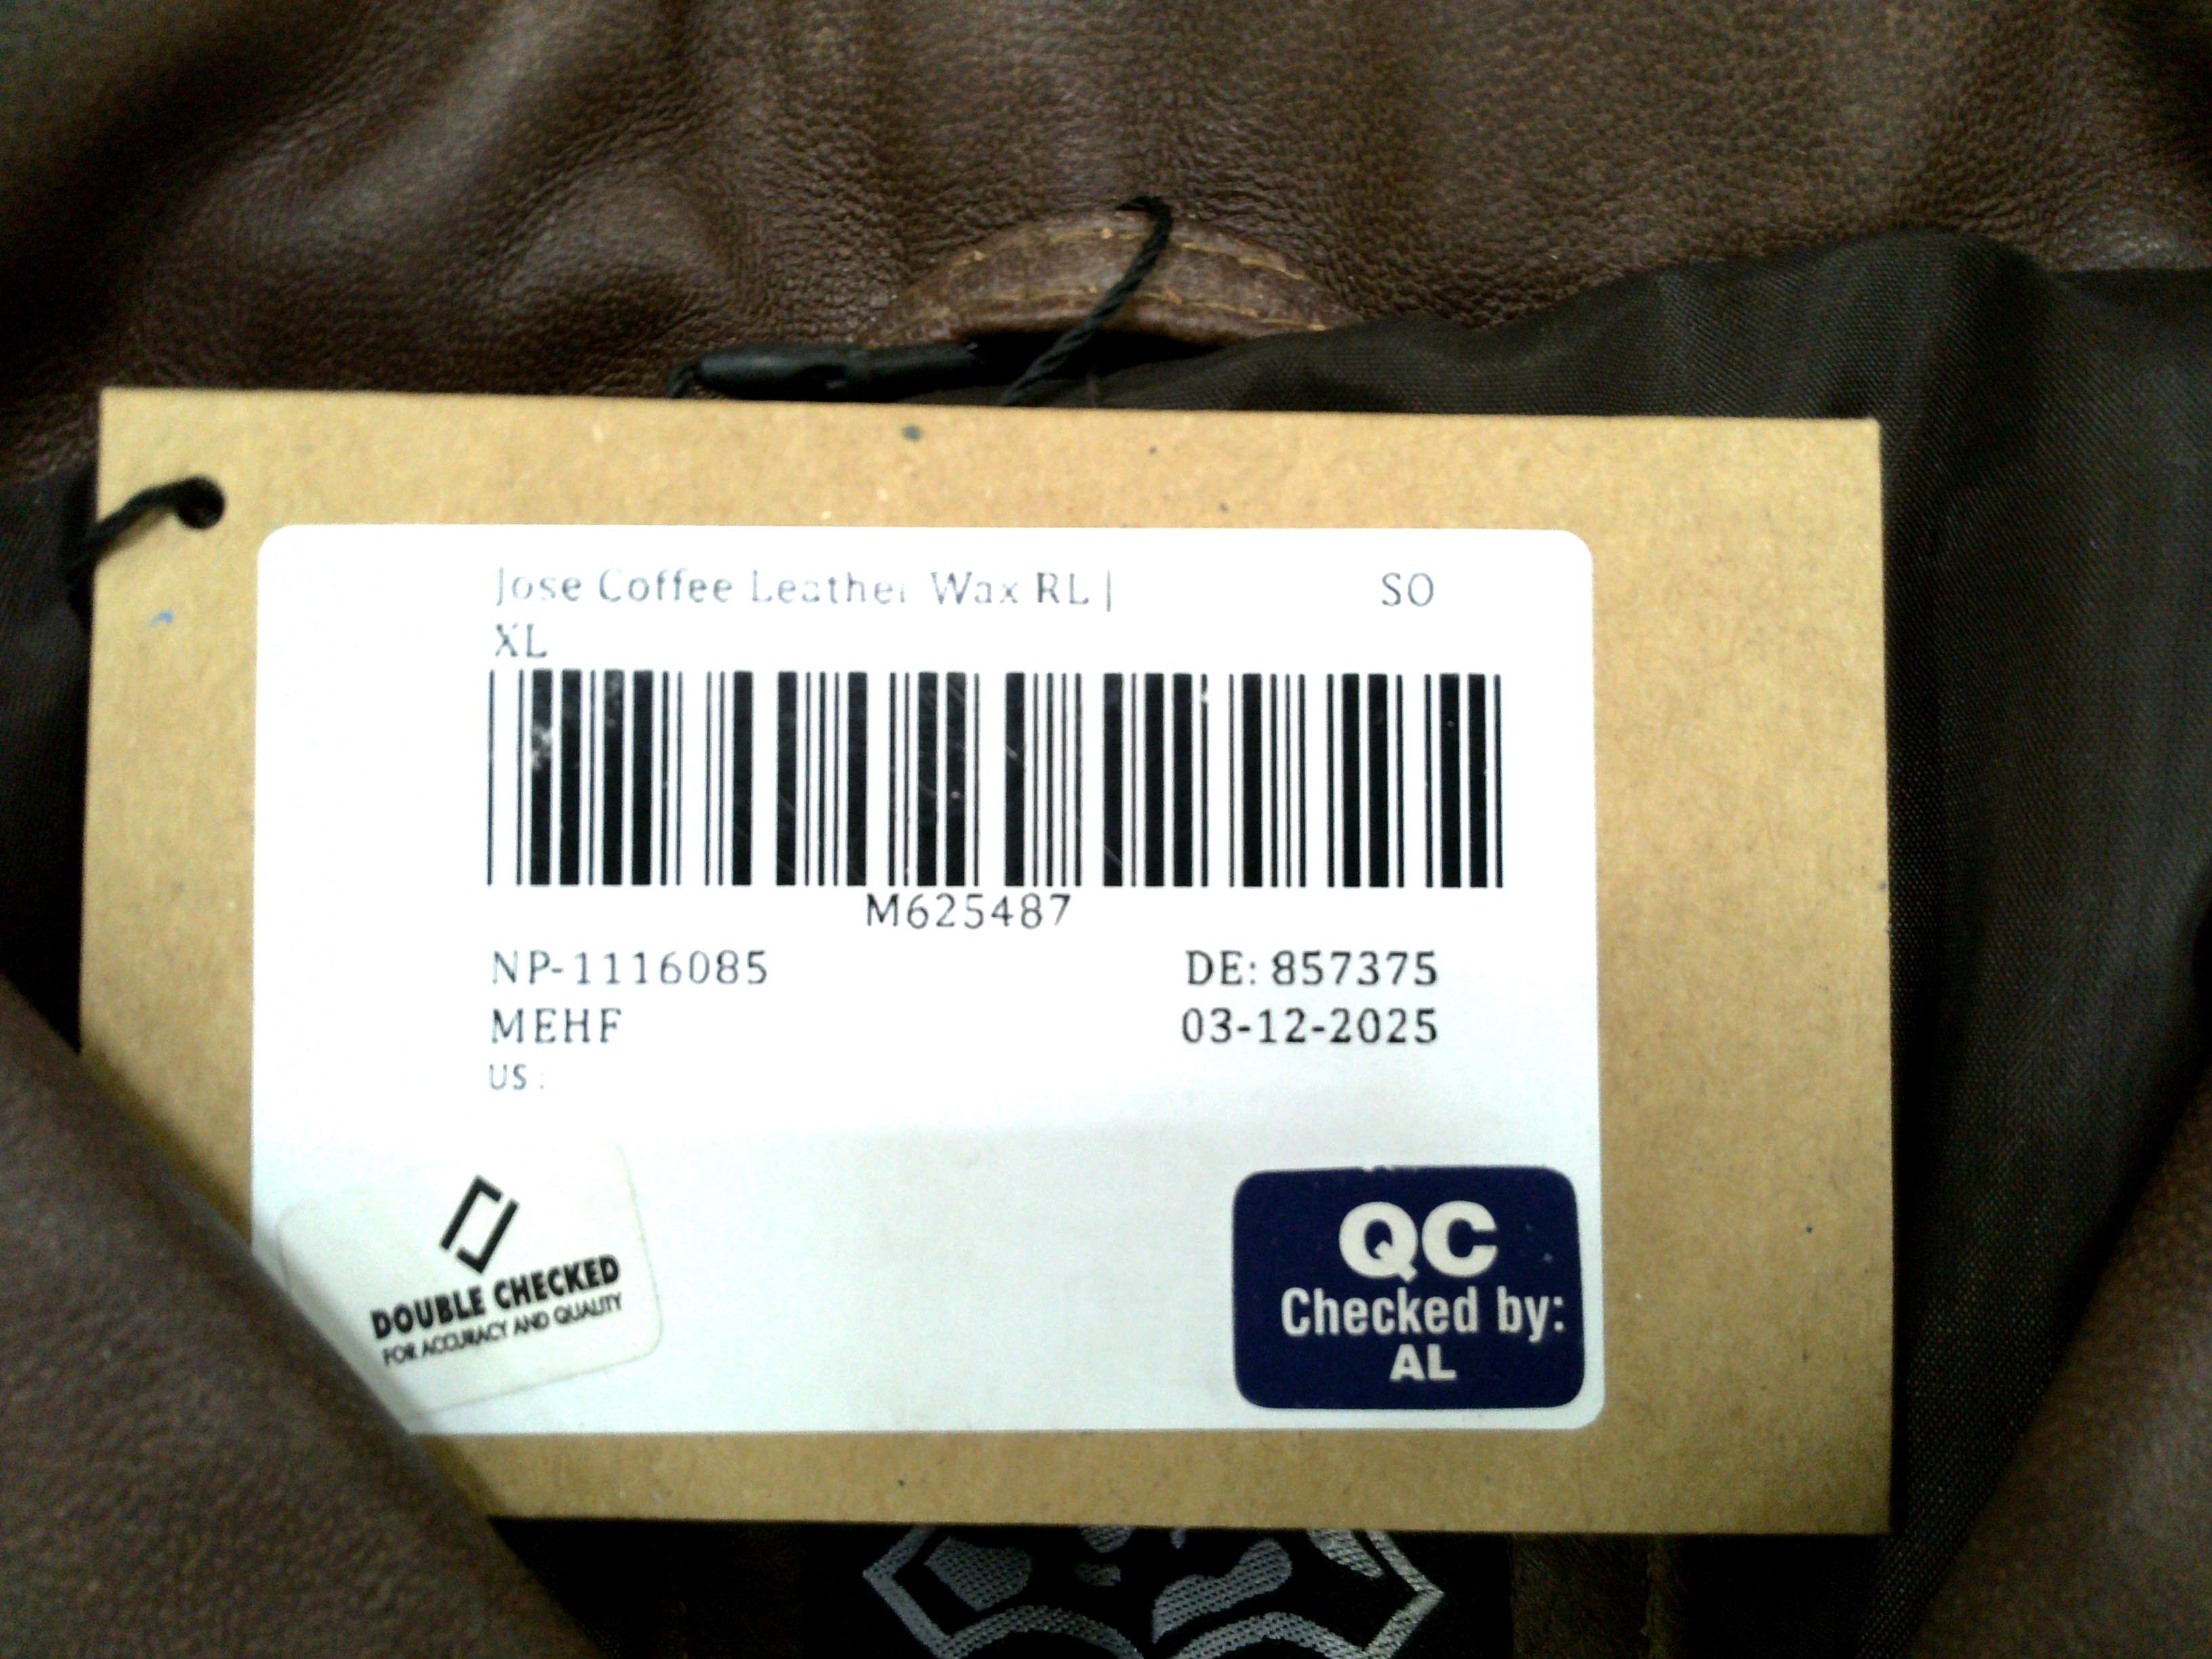 Jose Coffee Leather Wax RL | SO
XL
M625487
NP-1116085 DE: 857375
MEHF 03-12-2025
US :
DOUBLE CHECKED
FOR ACCURACY AND QUALITY
QC
Checked by:
AL